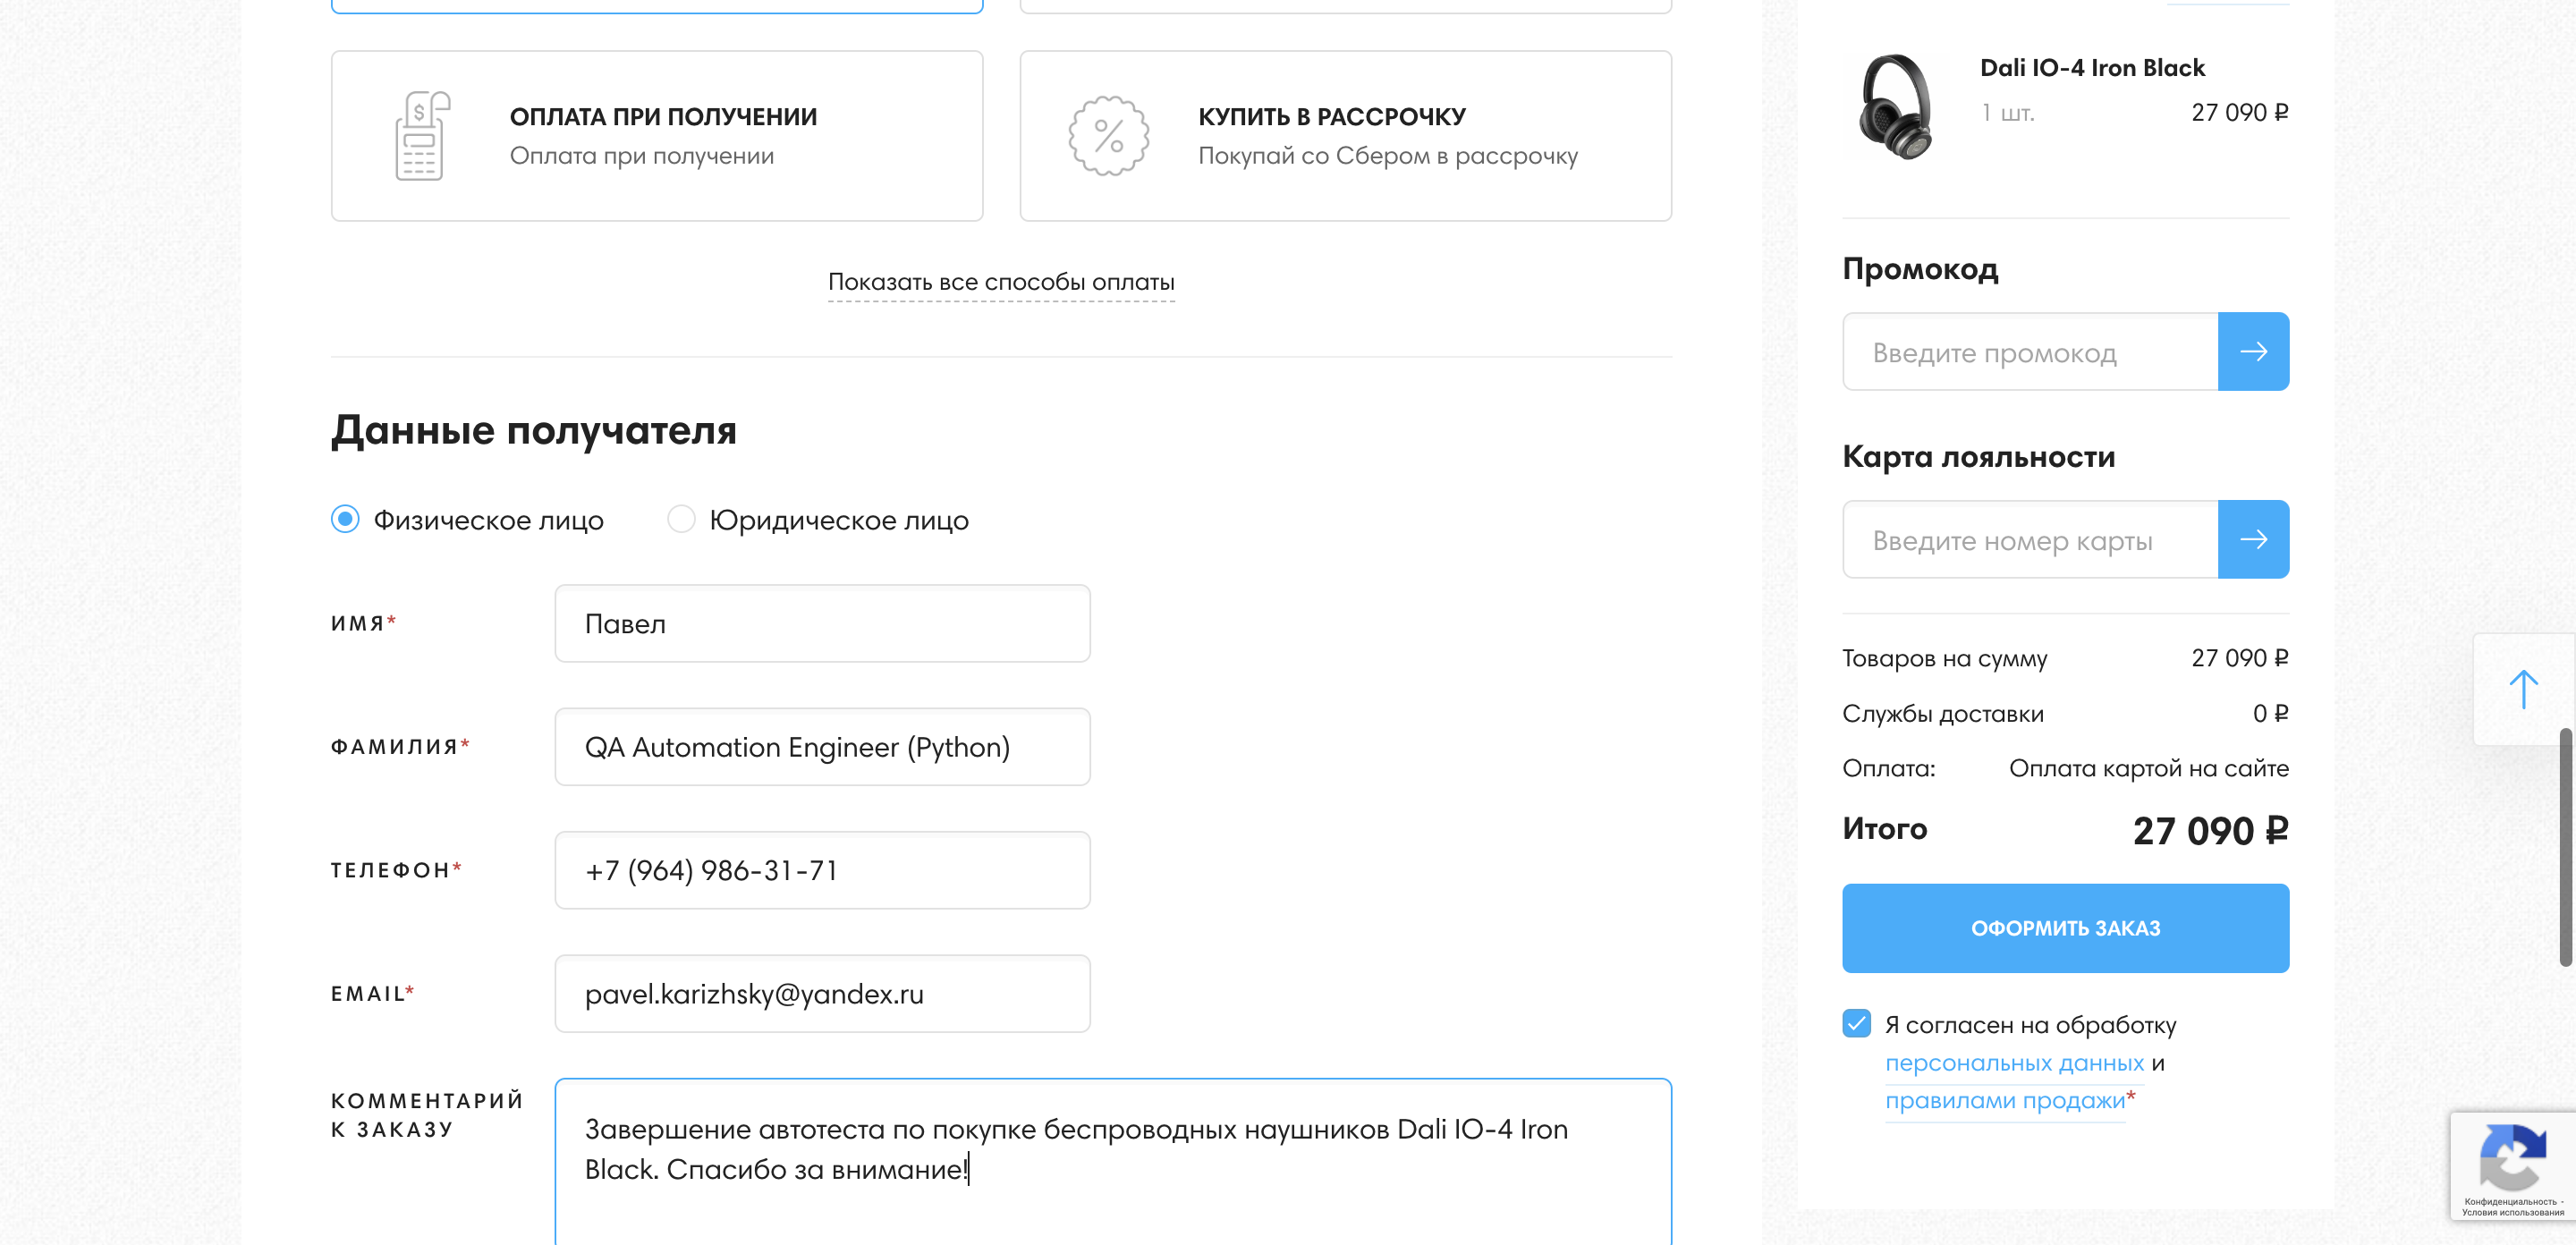 ОПЛАТА ПРИ ПОЛУЧЕНИИ
Оплата при получении
КУПИТЬ В РАССРОЧКУ
Покупай со Сбером в рассрочку
Показать все способы оплаты
Данные получателя
Физическое лицо
Юридическое лицо
ИМЯ*
Павел
ФАМИЛИЯ*
QA Automation Engineer (Python)
ТЕЛЕФОН*
+7 (964) 986-31-71
EMAIL*
pavel.karizhsky@yandex.ru
КОММЕНТАРИЙ
К ЗАКАЗУ
Завершение автотеста по покупке беспроводных наушников Dali IO-4 Iron
Black. Спасибо за внимание!
Dali IO-4 Iron Black
1 шт. 27 090 ₽
Промокод
Введите промокод
Карта лояльности
Введите номер карты
Товаров на сумму 27 090 ₽
Службы доставки 0 ₽
Оплата: Оплата картой на сайте
Итого 27 090 ₽
ОФОРМИТЬ ЗАКАЗ
Я согласен на обработку
персональных данных и
правилами продажи*
Конфиденциальность -
Условия использования